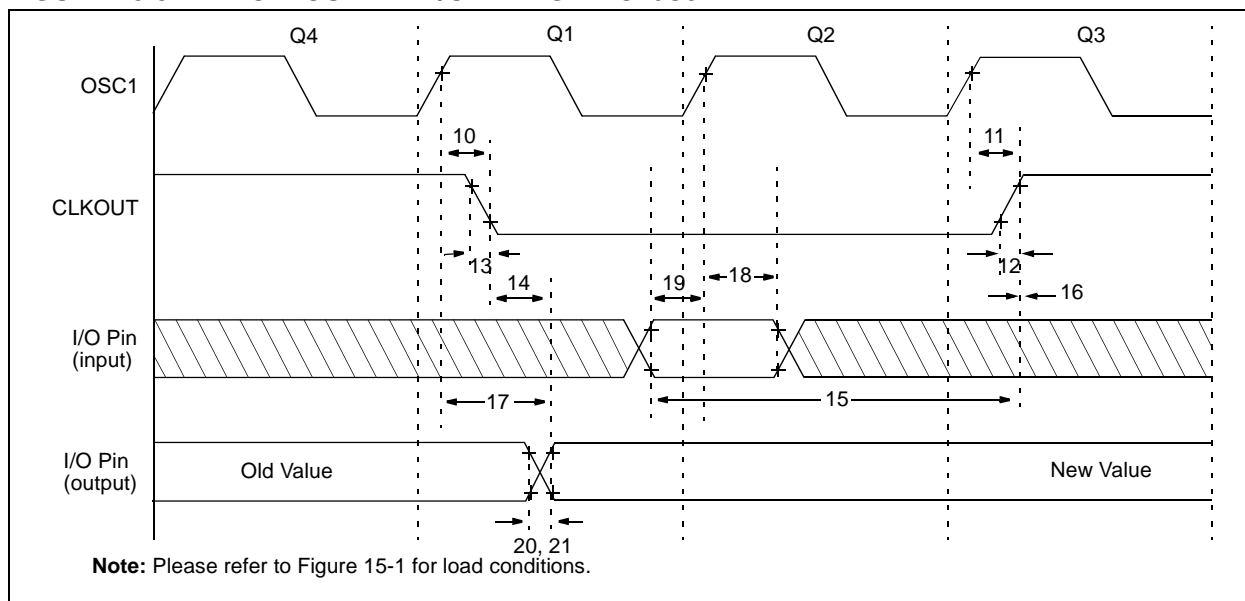 Q4 Q1 Q2 Q3
OSC1
10 11
CLKOUT
13 12
14 19 18 16
I/O Pin
(input)
17 15
I/O Pin
(output)
Old Value New Value
20, 21
Note: Please refer to Figure 15-1 for load conditions.